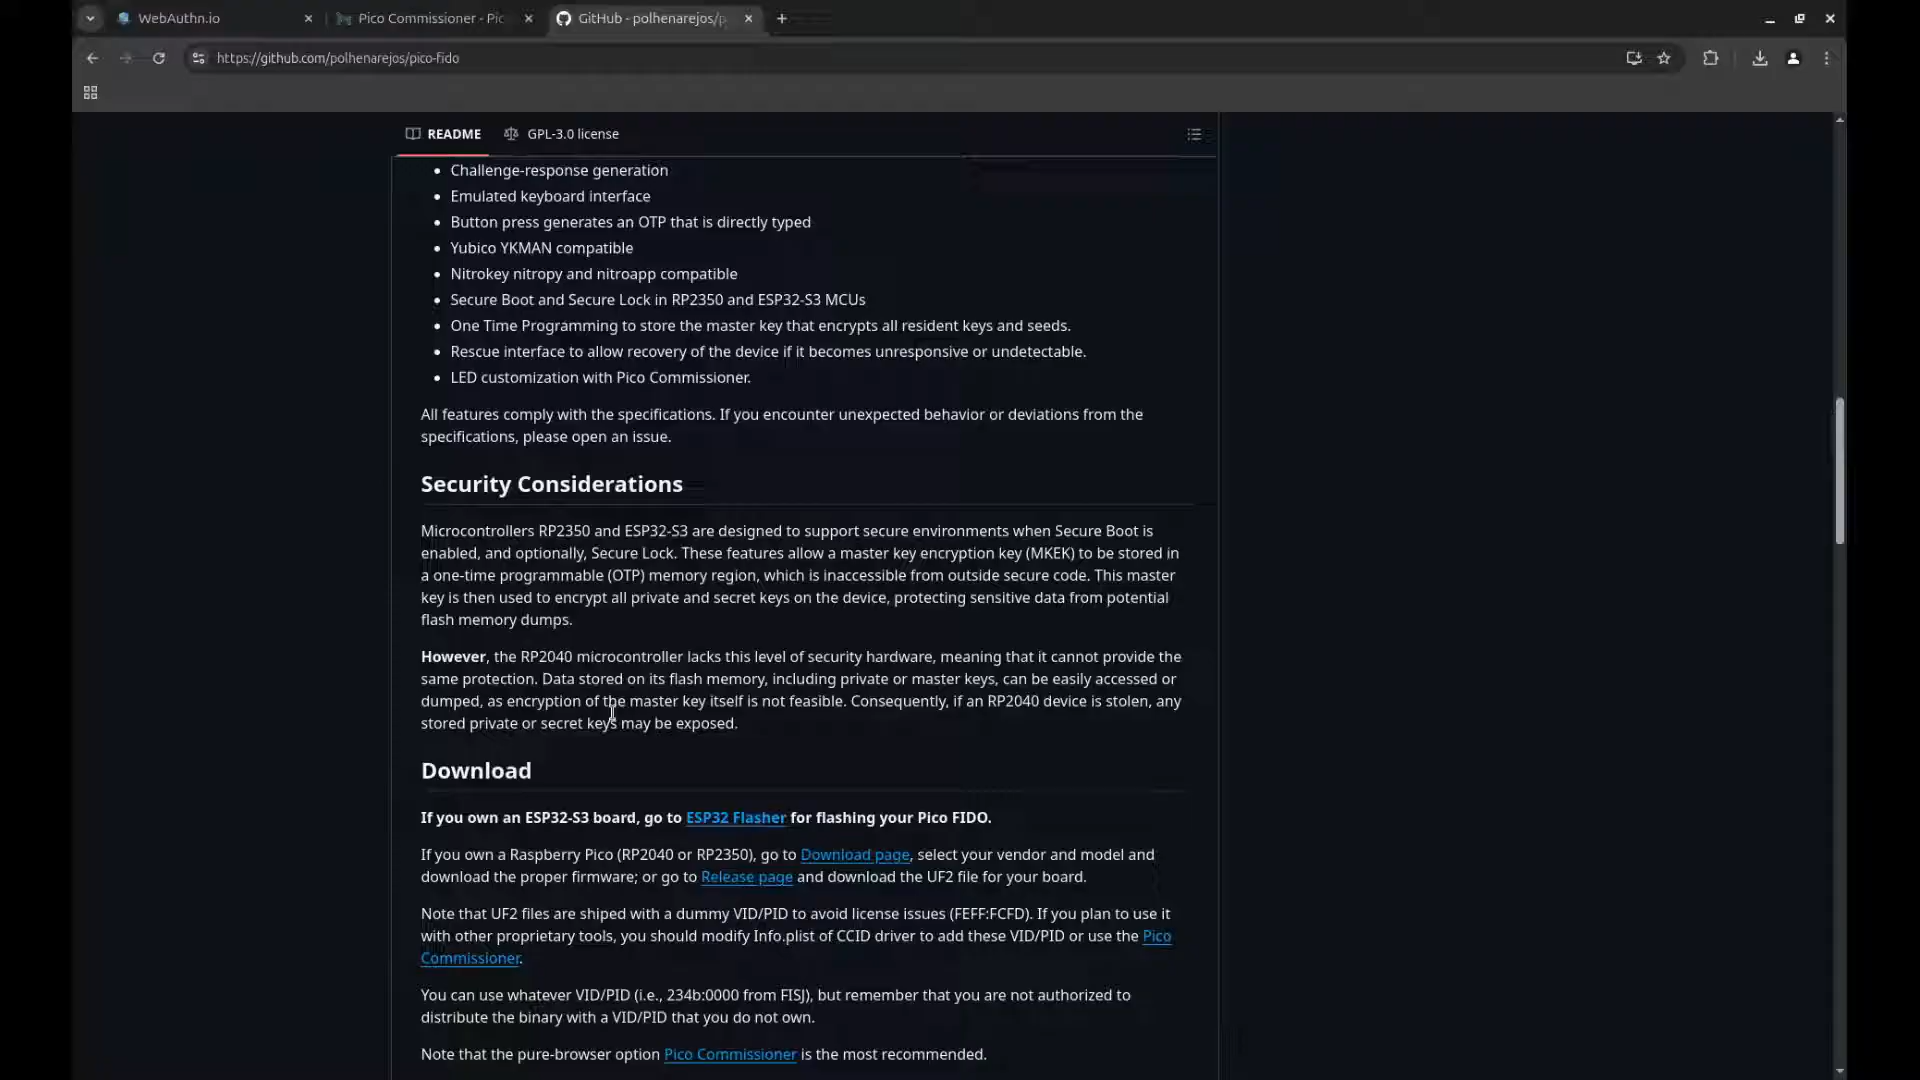 WebAuthn.io
Pico Commissioner - Pic
GitHub - polhenarejos/p
https://github.com/polhenarejos/pico-fido
README
GPL-3.0 license
Challenge-response generation
Emulated keyboard interface
Button press generates an OTP that is directly typed
Yubico YKMAN compatible
Nitrokey nitropy and nitroapp compatible
Secure Boot and Secure Lock in RP2350 and ESP32-S3 MCUs
One Time Programming to store the master key that encrypts all resident keys and seeds.
Rescue interface to allow recovery of the device if it becomes unresponsive or undetectable.
LED customization with Pico Commissioner.
All features comply with the specifications. If you encounter unexpected behavior or deviations from the
specifications, please open an issue.
Security Considerations
Microcontrollers RP2350 and ESP32-S3 are designed to support secure environments when Secure Boot is
enabled, and optionally, Secure Lock. These features allow a master key encryption key (MKEK) to be stored in
a one-time programmable (OTP) memory region, which is inaccessible from outside secure code. This master
key is then used to encrypt all private and secret keys on the device, protecting sensitive data from potential
flash memory dumps.
However, the RP2040 microcontroller lacks this level of security hardware, meaning that it cannot provide the
same protection. Data stored on its flash memory, including private or master keys, can be easily accessed or
dumped, as encryption of the master key itself is not feasible. Consequently, if an RP2040 device is stolen, any
stored private or secret keys may be exposed.
Download
If you own an ESP32-S3 board, go to ESP32 Flasher for flashing your Pico FIDO.
If you own a Raspberry Pico (RP2040 or RP2350), go to Download page, select your vendor and model and
download the proper firmware; or go to Release page and download the UF2 file for your board.
Note that UF2 files are shiped with a dummy VID/PID to avoid license issues (FEFF:FCFD). If you plan to use it
with other proprietary tools, you should modify Info.plist of CCID driver to add these VID/PID or use the Pico
Commissioner.
You can use whatever VID/PID (i.e., 234b:0000 from FISJ), but remember that you are not authorized to
distribute the binary with a VID/PID that you do not own.
Note that the pure-browser option Pico Commissioner is the most recommended.